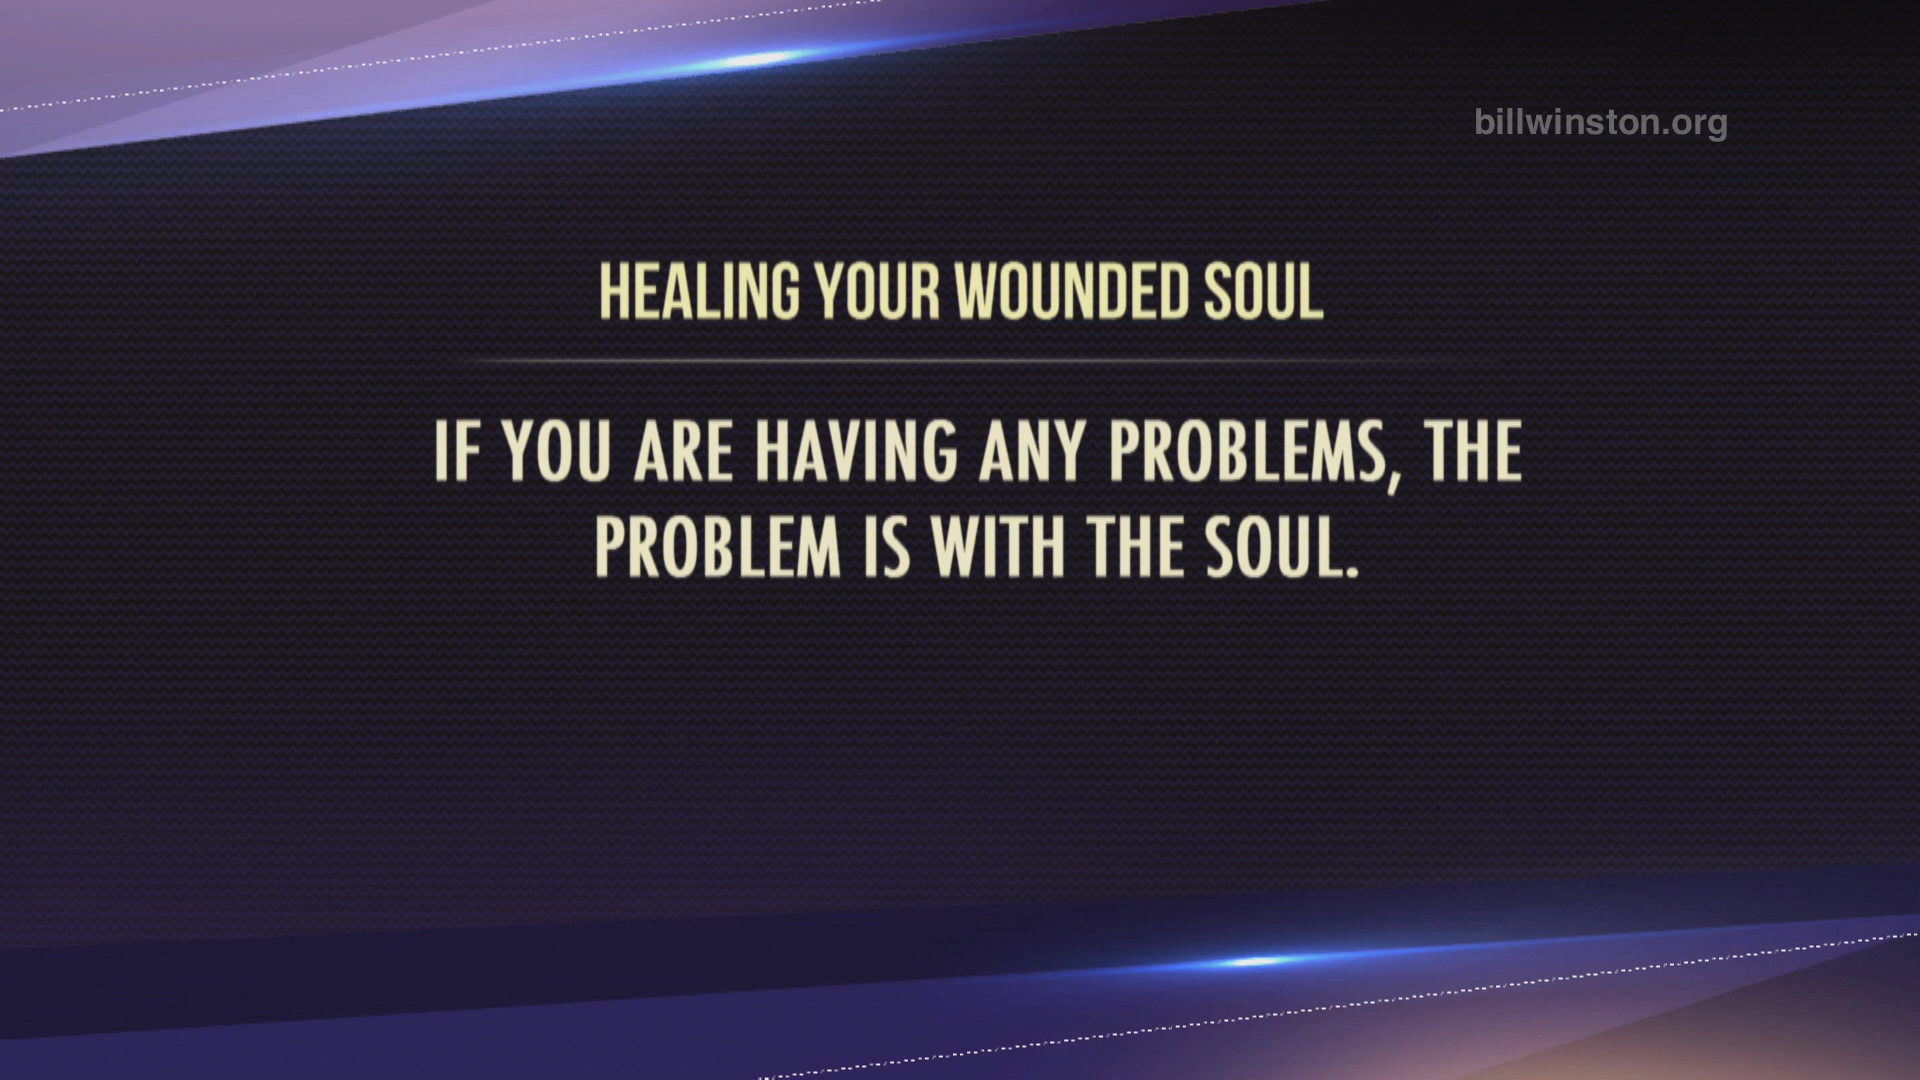 billwinston.org
HEALING YOUR WOUNDED SOUL
IF YOU ARE HAVING ANY PROBLEMS, THE
PROBLEM IS WITH THE SOUL.